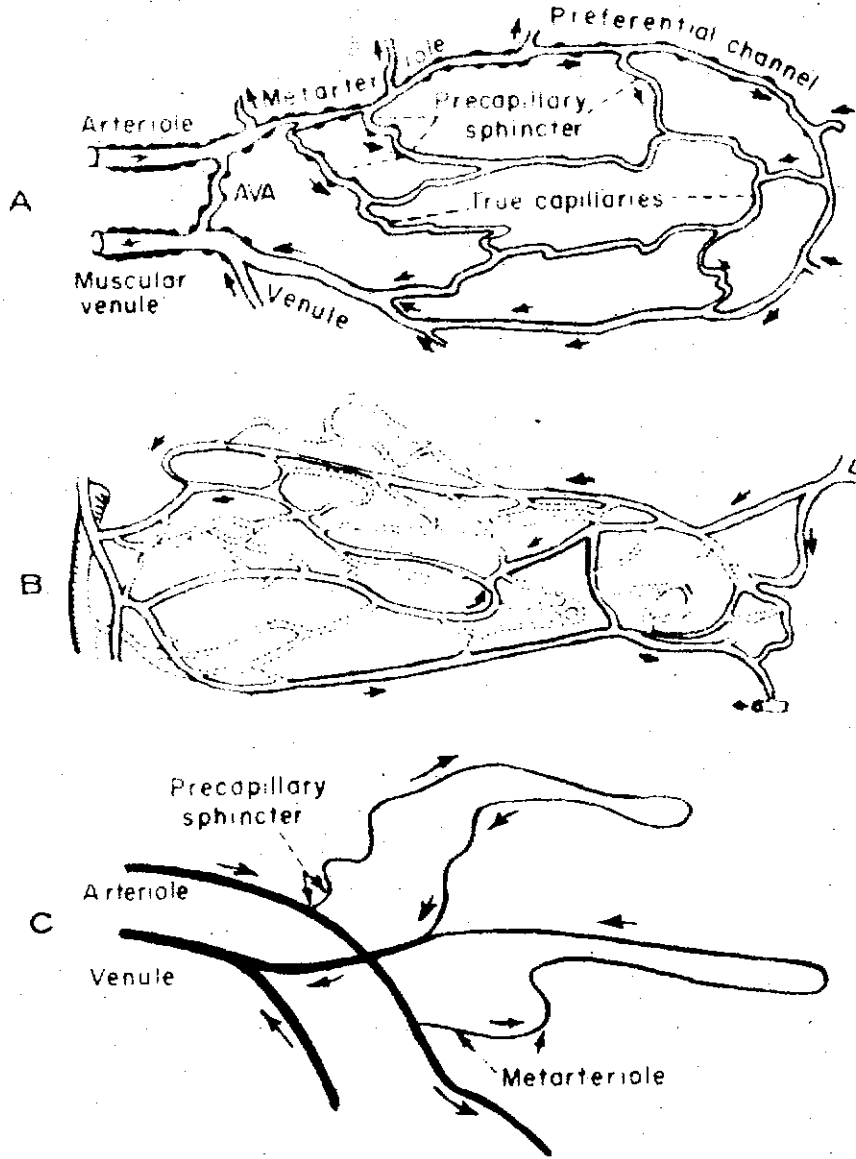 Preferential channel
Metarteriole
Arteriole
Precapillary
sphincter
A
AVA
True capillaries
Muscular
venule
Venule
B
Precapillary
sphincter
Arteriole
C
Venule
Metarteriole